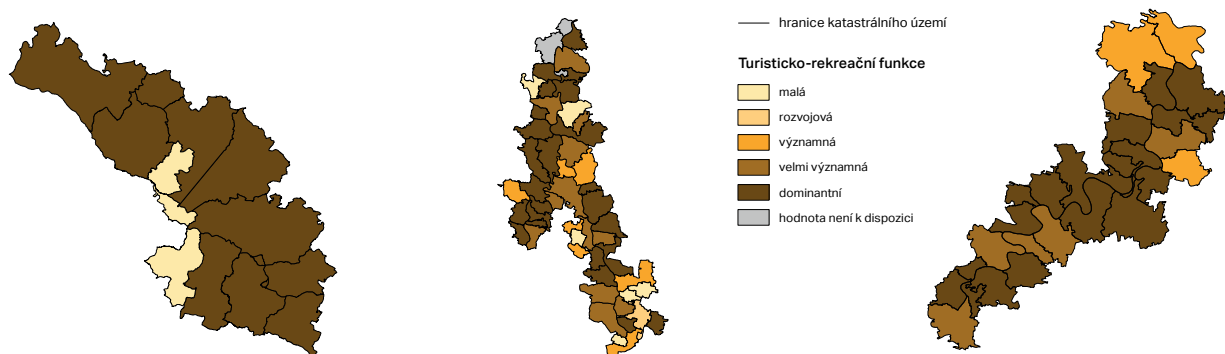 hranice katastrálního území
Turisticko-rekreační funkce
malá
rozvojová
významná
velmi významná
dominantní
hodnota není k dispozici